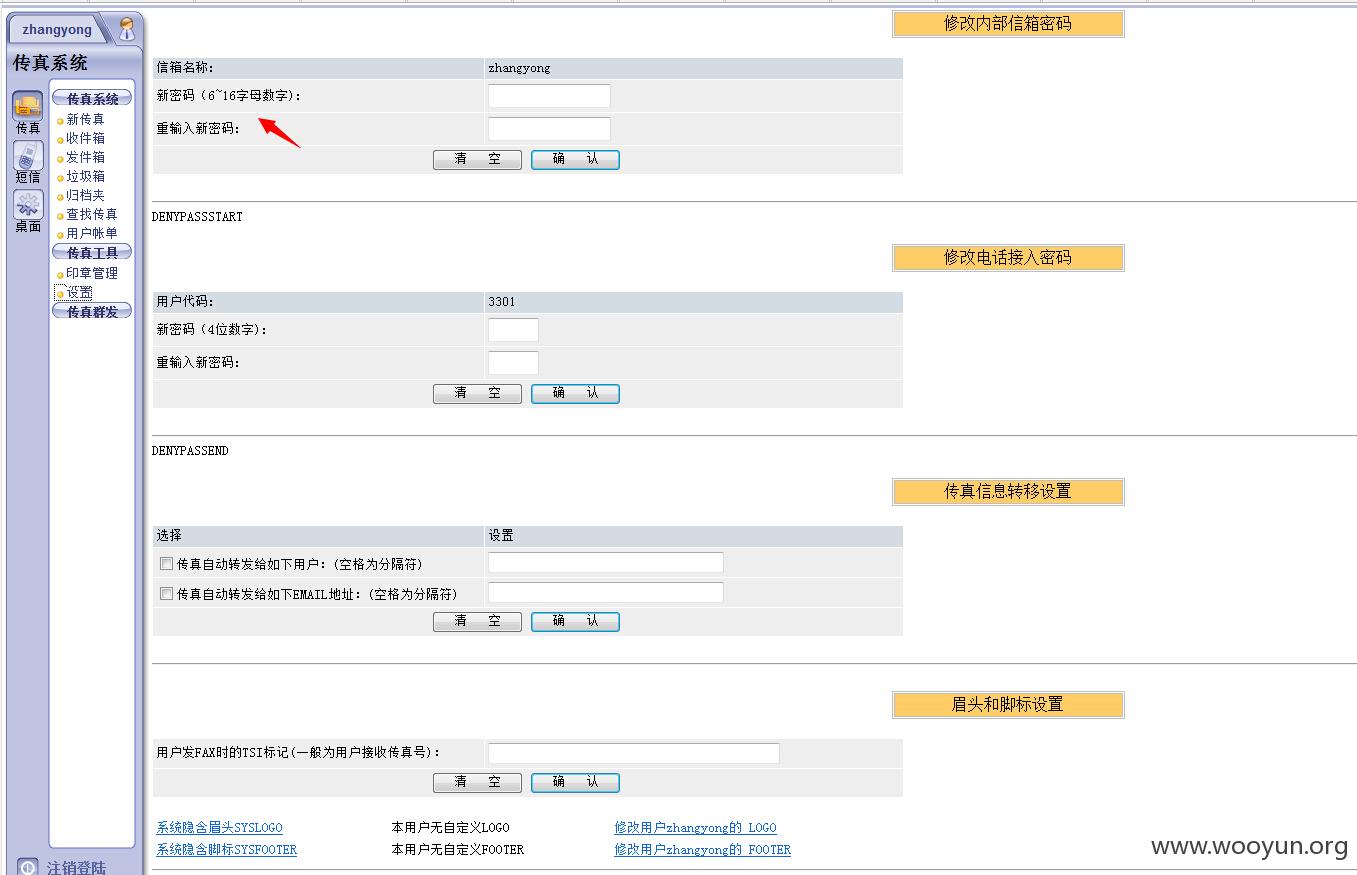 zhangyong
传真系统
传真
短信
桌面
传真系统
新传真
收件箱
发件箱
垃圾箱
归档夹
查找传真
用户帐单
传真工具
印章管理
设置
传真群发
注销登陆
修改内部信箱密码
信箱名称: zhangyong
新密码(6~16字母数字):
重输入新密码:
清 空 确 认
DENYPASSSTART
修改电话接入密码
用户代码: 3301
新密码(4位数字):
重输入新密码:
清 空 确 认
DENYPASSEND
传真信息转移设置
选择 设置
传真自动转发给如下用户:(空格为分隔符)
传真自动转发给如下EMAIL地址:(空格为分隔符)
清 空 确 认
眉头和脚标设置
用户发FAX时的TSI标记(一般为用户接收传真号):
清 空 确 认
系统隐含眉头SYSLOGO 本用户无自定义LOGO 修改用户zhangyong的 LOGO
系统隐含脚标SYSFOOTER 本用户无自定义FOOTER 修改用户zhangyong的 FOOTER
www.wooyun.org